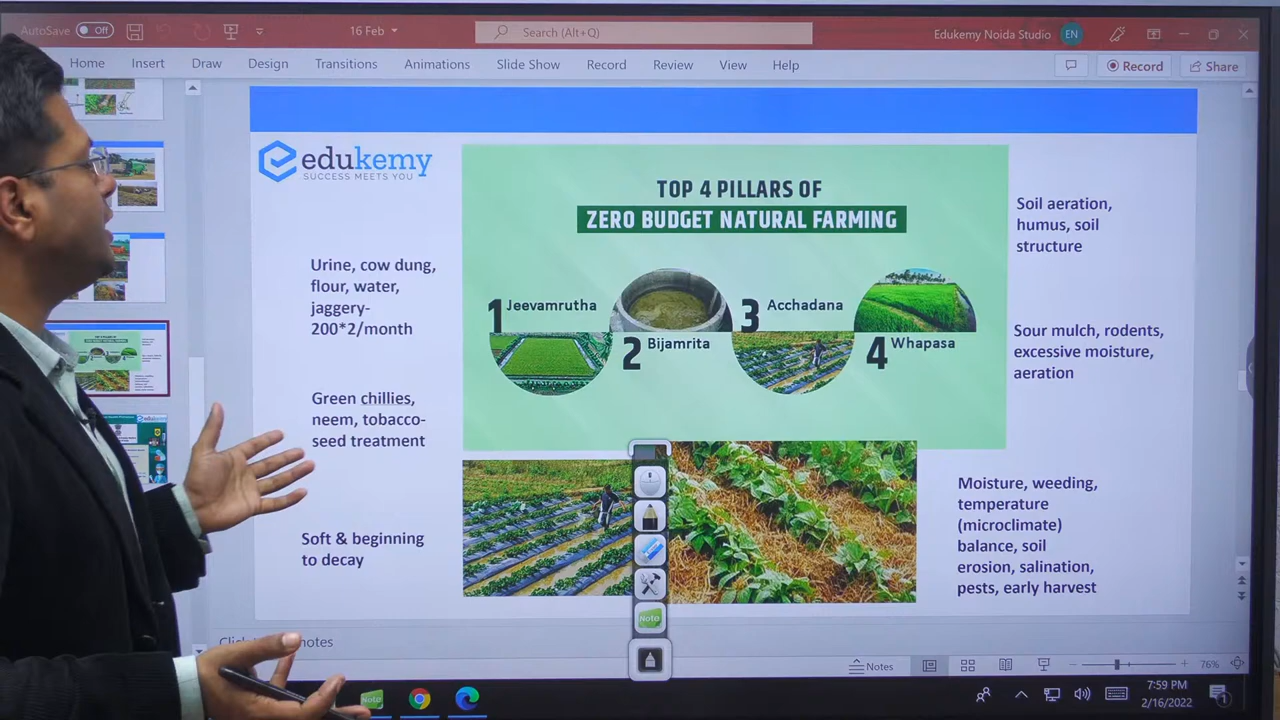 AutoSave Off
16 Feb
Search (Alt+Q)
Edukemy Noida Studio EN
Home Insert Draw Design Transitions Animations Slide Show Record Review View Help
Record Share
edukemy
SUCCESS MEETS YOU
TOP 4 PILLARS OF
ZERO BUDGET NATURAL FARMING
1 Jeevamrutha
2 Bijamrita
3 Acchadana
4 Whapasa
Urine, cow dung,
flour, water,
jaggery-
200*2/month
Green chillies,
neem, tobacco-
seed treatment
Soft & beginning
to decay
Soil aeration,
humus, soil
structure
Sour mulch, rodents,
excessive moisture,
aeration
Moisture, weeding,
temperature
(microclimate)
balance, soil
erosion, salination,
pests, early harvest
Note
notes
Notes
76%
Note
7:59 PM
2/16/2022
1